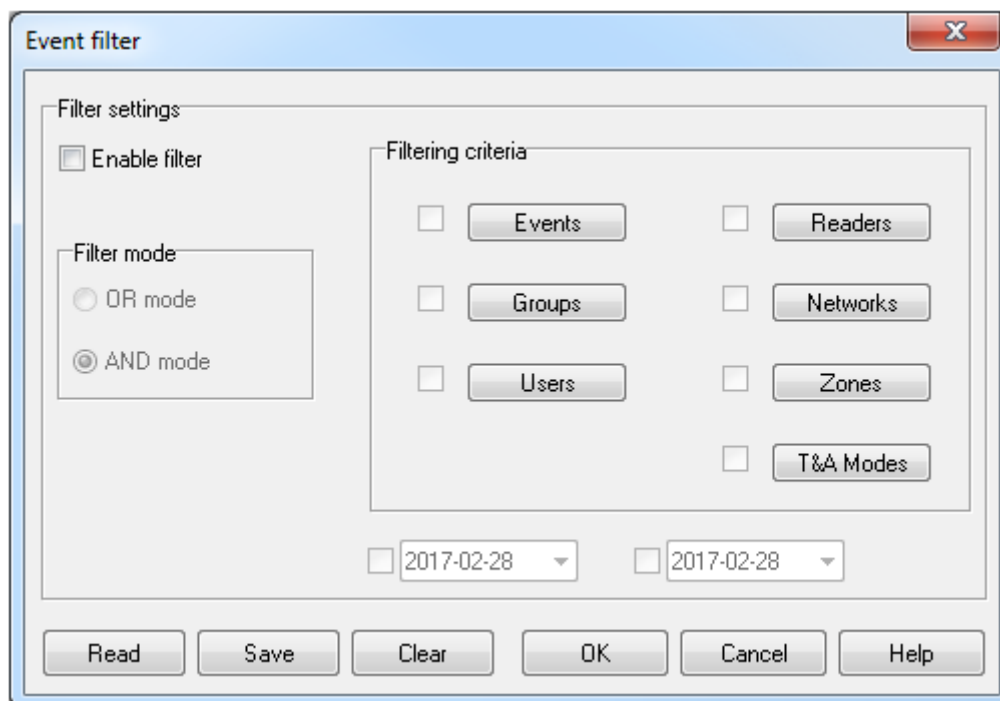 Event filter
Filter settings
Enable filter
Filter mode
OR mode
AND mode
Filtering criteria
Events
Readers
Groups
Networks
Users
Zones
T&A Modes
2017-02-28
2017-02-28
Read
Save
Clear
OK
Cancel
Help